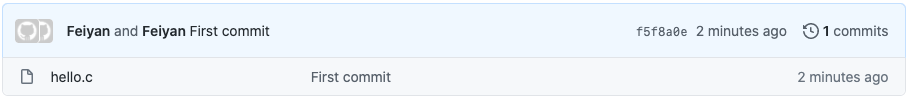 Feiyan and Feiyan First commit f5f8a0e 2 minutes ago 1 commits
hello.c First commit 2 minutes ago